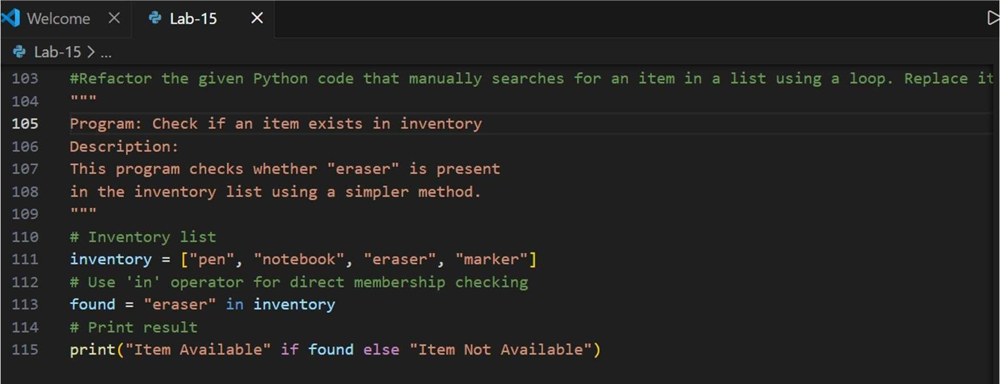 Welcome
Lab-15
Lab-15 > ...
103 #Refactor the given Python code that manually searches for an item in a list using a loop. Replace it
104 """
105 Program: Check if an item exists in inventory
106 Description:
107 This program checks whether "eraser" is present
108 in the inventory list using a simpler method.
109 """
110 # Inventory list
111 inventory = ["pen", "notebook", "eraser", "marker"]
112 # Use 'in' operator for direct membership checking
113 found = "eraser" in inventory
114 # Print result
115 print("Item Available" if found else "Item Not Available")